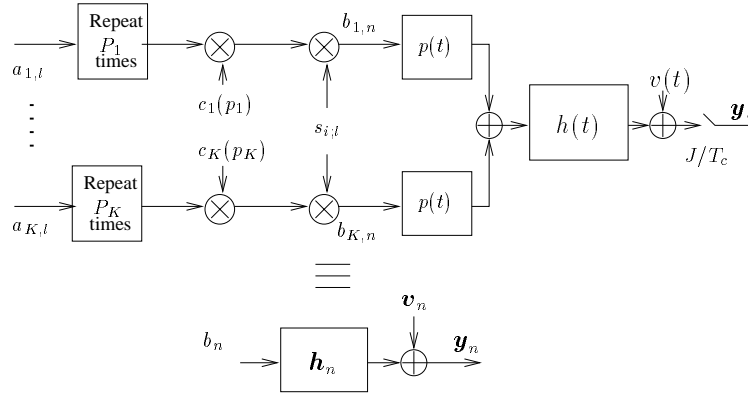 Repeat
P_1
times
a_{1,l}
c_1(p_1)
b_{1,n}
p(t)
s_{i;l}
h(t)
v(t)
y
J/T_c
c_K(p_K)
Repeat
P_K
times
a_{K,l}
b_{K,n}
p(t)
b_n
h_n
v_n
y_n